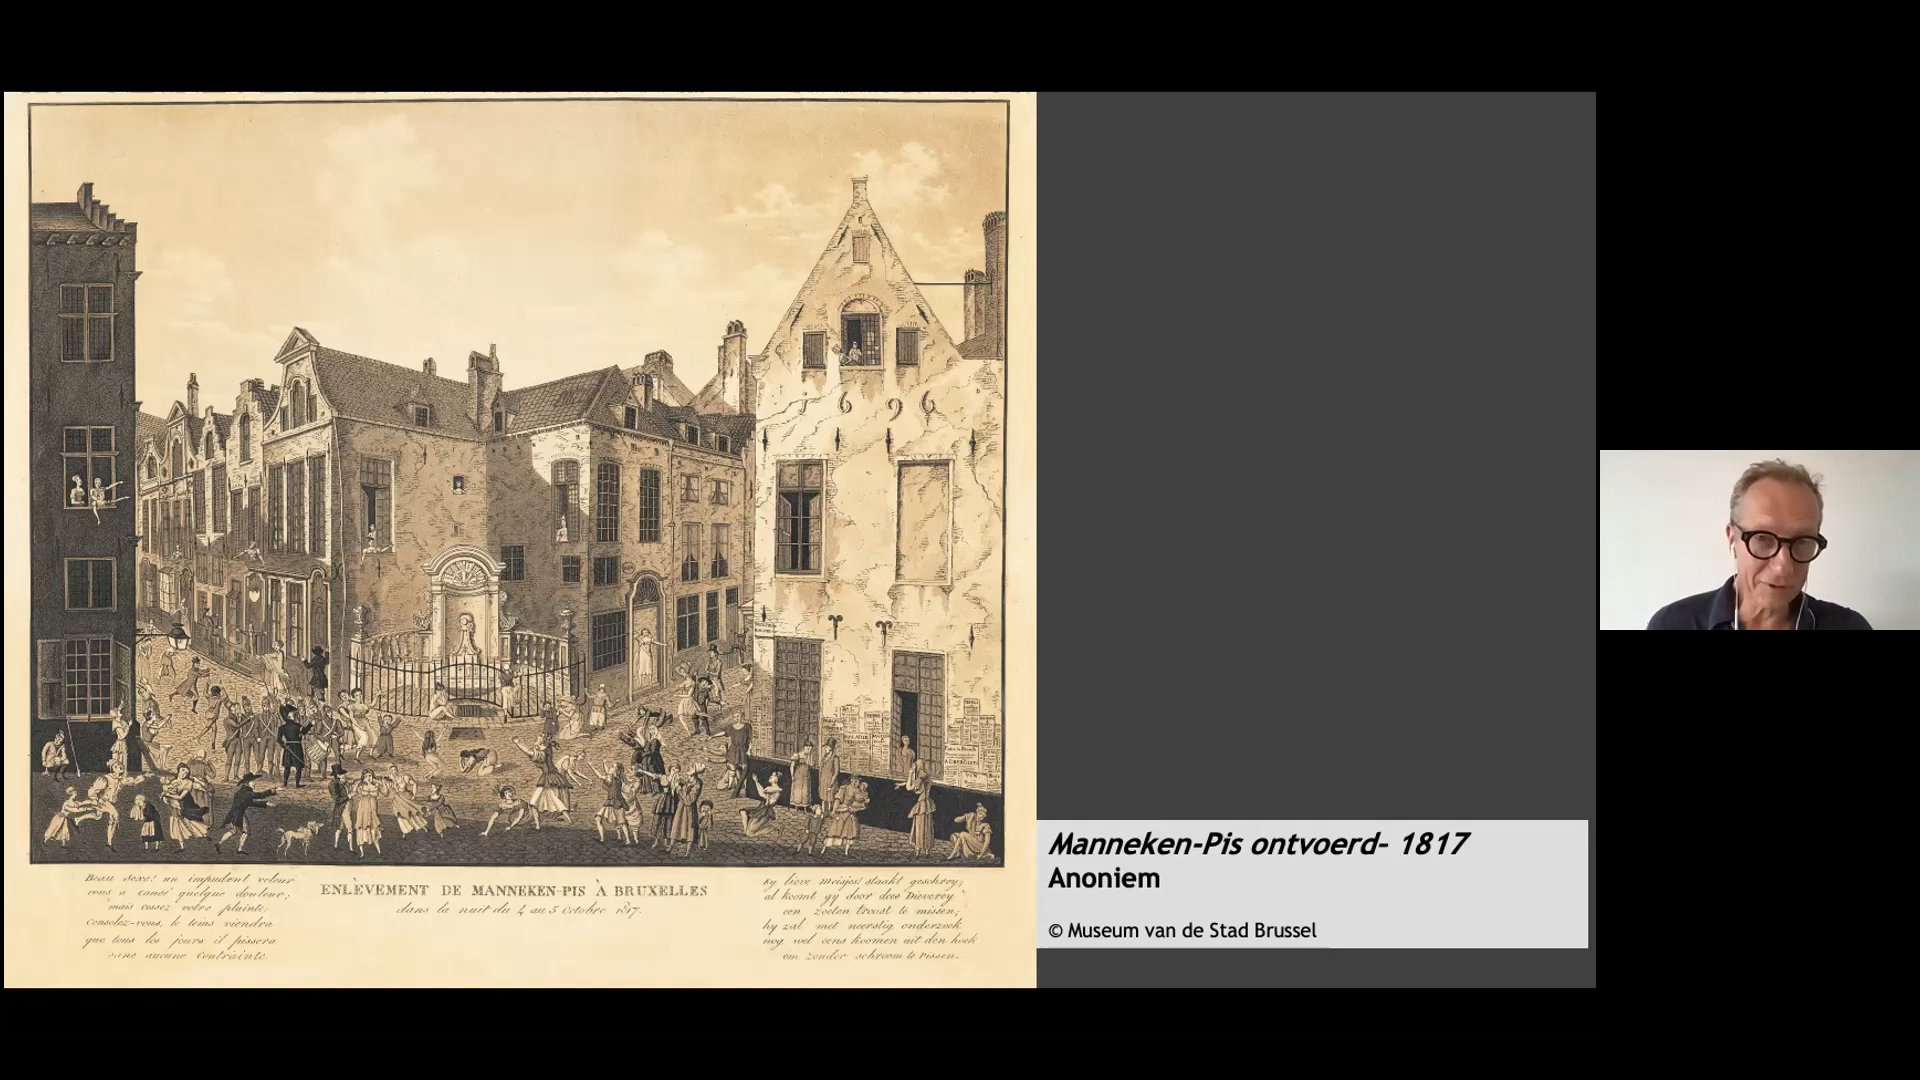 1696
Beau sexe! un impudent voleur
vous a causé quelque douleur;
mais cessez votre plainte:
Consolez-vous, le tems viendra
que tous les jours il pissera
sans aucune Contrainte.
ENLÈVEMENT DE MANNEKEN-PIS À BRUXELLES
dans la nuit du 4 au 5 Octobre 1817.
Ey lieve meisjes! staakt geschrey;
al koomt gy door dees Dieverey
een zoeten troost te missen;
hy zal met neerstig onderzoek
nog wel eens koomen uit den hoek
om zonder schroom te Pissen.
Manneken-Pis ontvoerd- 1817
Anoniem
© Museum van de Stad Brussel